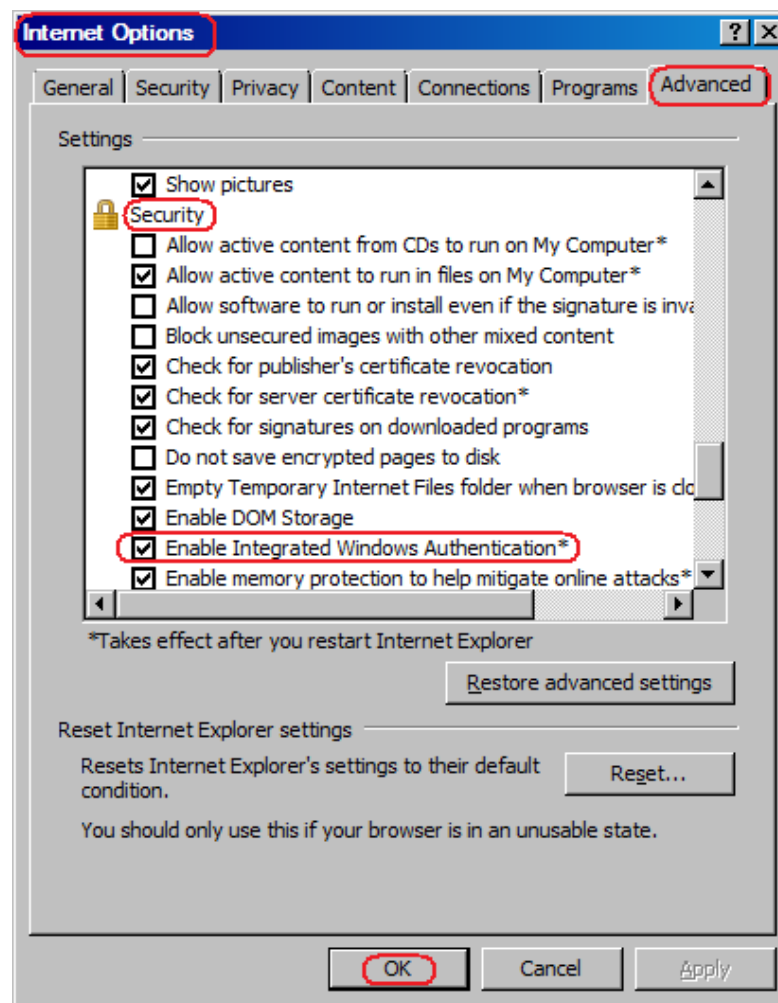 Internet Options
? X
General Security Privacy Content Connections Programs Advanced
Settings
Show pictures
Security
Allow active content from CDs to run on My Computer*
Allow active content to run in files on My Computer*
Allow software to run or install even if the signature is inva
Block unsecured images with other mixed content
Check for publisher's certificate revocation
Check for server certificate revocation*
Check for signatures on downloaded programs
Do not save encrypted pages to disk
Empty Temporary Internet Files folder when browser is clo
Enable DOM Storage
Enable Integrated Windows Authentication*
Enable memory protection to help mitigate online attacks*
*Takes effect after you restart Internet Explorer
Restore advanced settings
Reset Internet Explorer settings
Resets Internet Explorer's settings to their default
condition.
Reset...
You should only use this if your browser is in an unusable state.
OK Cancel Apply